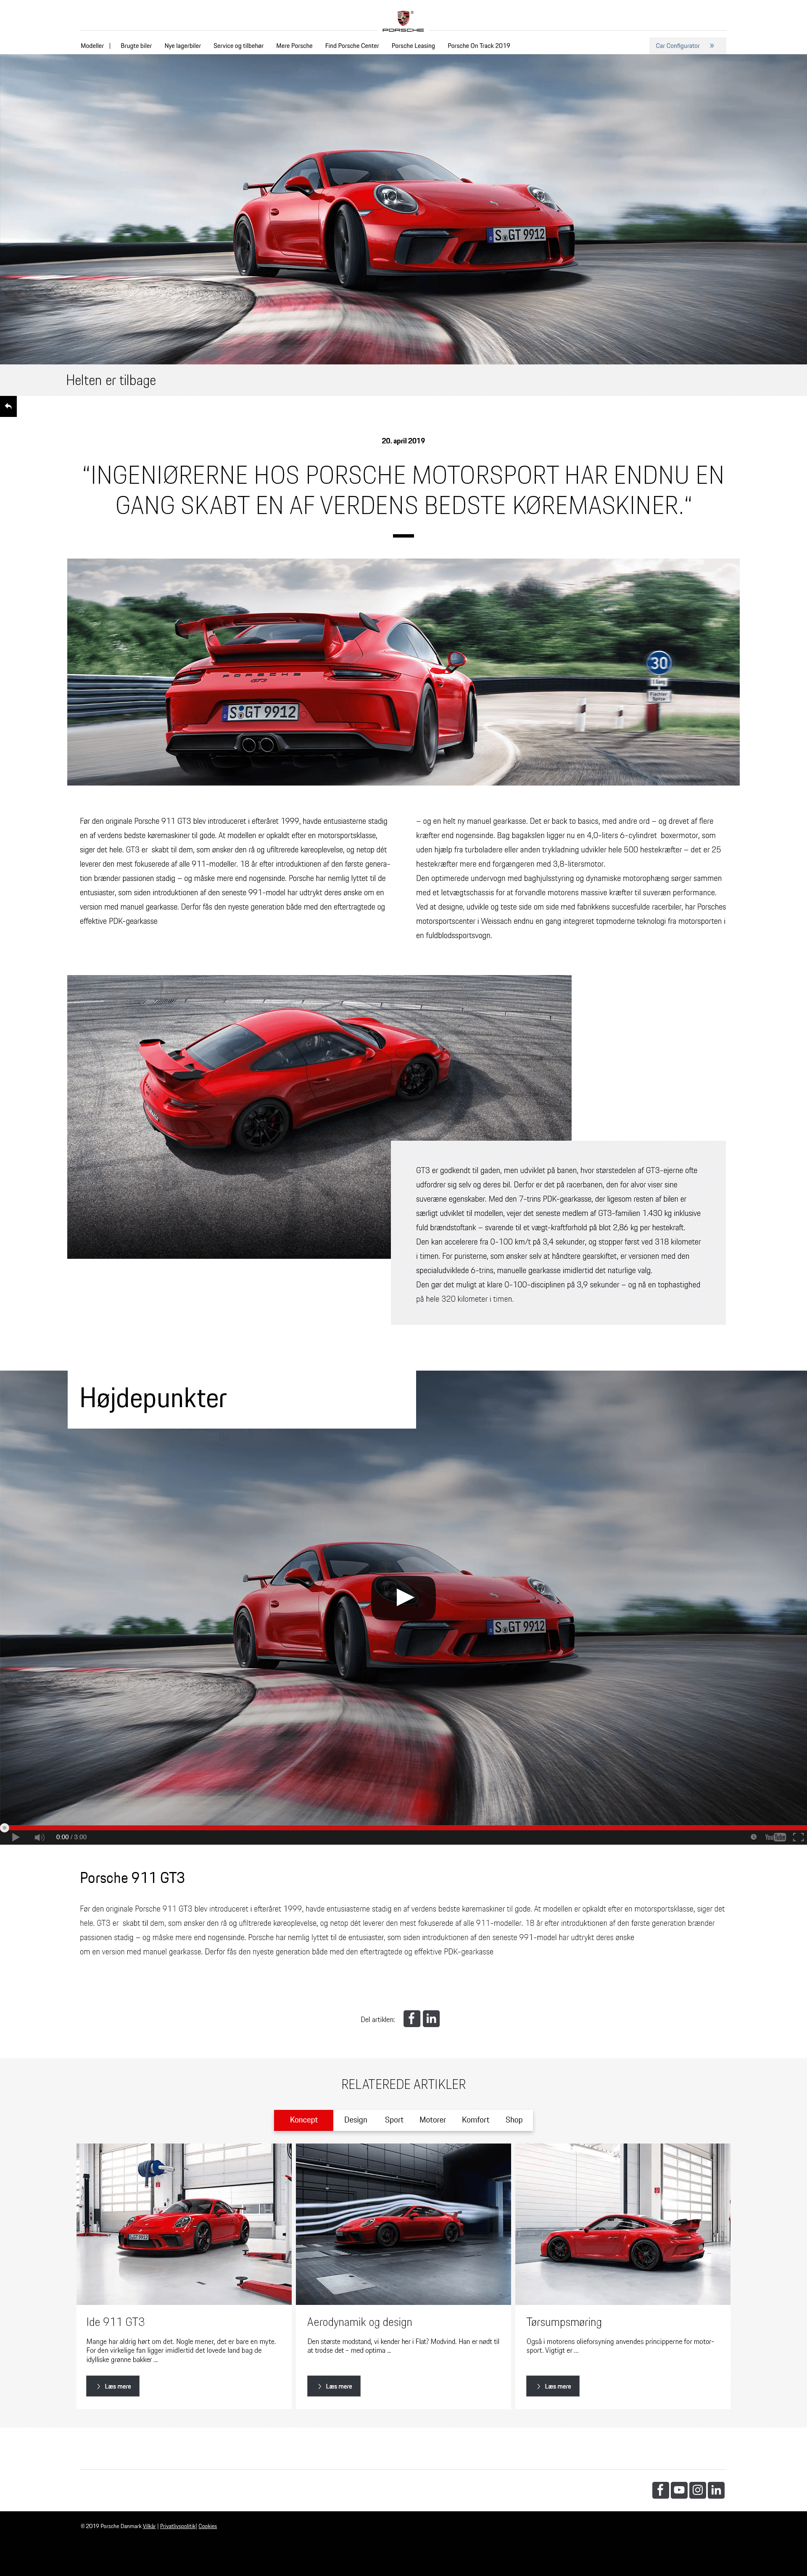 PORSCHE
Modeller | Brugte biler Nye lagerbiler Service og tilbehør Mere Porsche Find Porsche Center Porsche Leasing Porsche On Track 2019 Car Configurator »
S GT 9912
Helten er tilbage
20. april 2019
“INGENIØRERNE HOS PORSCHE MOTORSPORT HAR ENDNU EN
GANG SKABT EN AF VERDENS BEDSTE KØREMASKINER.“
30
1. Gang
PORSCHE
GT3
S GT 9912
Før den originale Porsche 911 GT3 blev introduceret i efteråret 1999, havde entusiasterne stadig
en af verdens bedste køremaskiner til gode. At modellen er opkaldt efter en motorsportsklasse,
siger det hele. GT3 er skabt til dem, som ønsker den rå og ufiltrerede køreoplevelse, og netop dét
leverer den mest fokuserede af alle 911-modeller. 18 år efter introduktionen af den første genera-
tion brænder passionen stadig – og måske mere end nogensinde. Porsche har nemlig lyttet til de
entusiaster, som siden introduktionen af den seneste 991-model har udtrykt deres ønske om en
version med manuel gearkasse. Derfor fås den nyeste generation både med den eftertragtede og
effektive PDK-gearkasse
– og en helt ny manuel gearkasse. Det er back to basics, med andre ord – og drevet af flere
kræfter end nogensinde. Bag bagakslen ligger nu en 4,0-liters 6-cylindret boxermotor, som
uden hjælp fra turboladere eller anden trykladning udvikler hele 500 hestekræfter – det er 25
hestekræfter mere end forgængeren med 3,8-litersmotor.
Den optimerede undervogn med baghjulsstyring og dynamiske motorophæng sørger sammen
med et letvægtschassis for at forvandle motorens massive kræfter til suveræn performance.
Ved at designe, udvikle og teste side om side med fabrikkens succesfulde racerbiler, har Porsches
motorsportscenter i Weissach endnu en gang integreret topmoderne teknologi fra motorsporten i
en fuldblodssportsvogn.
GT3 er godkendt til gaden, men udviklet på banen, hvor størstedelen af GT3-ejerne ofte
udfordrer sig selv og deres bil. Derfor er det på racerbanen, den for alvor viser sine
suveræne egenskaber. Med den 7-trins PDK-gearkasse, der ligesom resten af bilen er
særligt udviklet til modellen, vejer det seneste medlem af GT3-familien 1.430 kg inklusive
fuld brændstoftank – svarende til et vægt-kraftforhold på blot 2,86 kg per hestekraft.
Den kan accelerere fra 0-100 km/t på 3,4 sekunder, og stopper først ved 318 kilometer
i timen. For puristerne, som ønsker selv at håndtere gearskiftet, er versionen med den
specialudviklede 6-trins, manuelle gearkasse imidlertid det naturlige valg.
Den gør det muligt at klare 0-100-disciplinen på 3,9 sekunder – og nå en tophastighed
på hele 320 kilometer i timen.
Højdepunkter
S GT 9912
0:00 / 3:00 YouTube
Porsche 911 GT3
Før den originale Porsche 911 GT3 blev introduceret i efteråret 1999, havde entusiasterne stadig en af verdens bedste køremaskiner til gode. At modellen er opkaldt efter en motorsportsklasse, siger det
hele. GT3 er skabt til dem, som ønsker den rå og ufiltrerede køreoplevelse, og netop dét leverer den mest fokuserede af alle 911-modeller. 18 år efter introduktionen af den første generation brænder
passionen stadig – og måske mere end nogensinde. Porsche har nemlig lyttet til de entusiaster, som siden introduktionen af den seneste 991-model har udtrykt deres ønske
om en version med manuel gearkasse. Derfor fås den nyeste generation både med den eftertragtede og effektive PDK-gearkasse
Del artiklen:
RELATEREDE ARTIKLER
Koncept Design Sport Motorer Komfort Shop
Ide 911 GT3
Mange har aldrig hørt om det. Nogle mener, det er bare en myte.
For den virkelige fan ligger imidlertid det lovede land bag de
idylliske grønne bakker ...
Læs mere
Aerodynamik og design
Den største modstand, vi kender her i Flat? Modvind. Han er nødt til
at trodse det - med optima ...
Læs mere
Tørsumpsmøring
Også i motorens olieforsyning anvendes principperne for motor-
sport. Vigtigt er ...
Læs mere
© 2019 Porsche Danmark Vilkår | Privatlivspolitik| Cookies